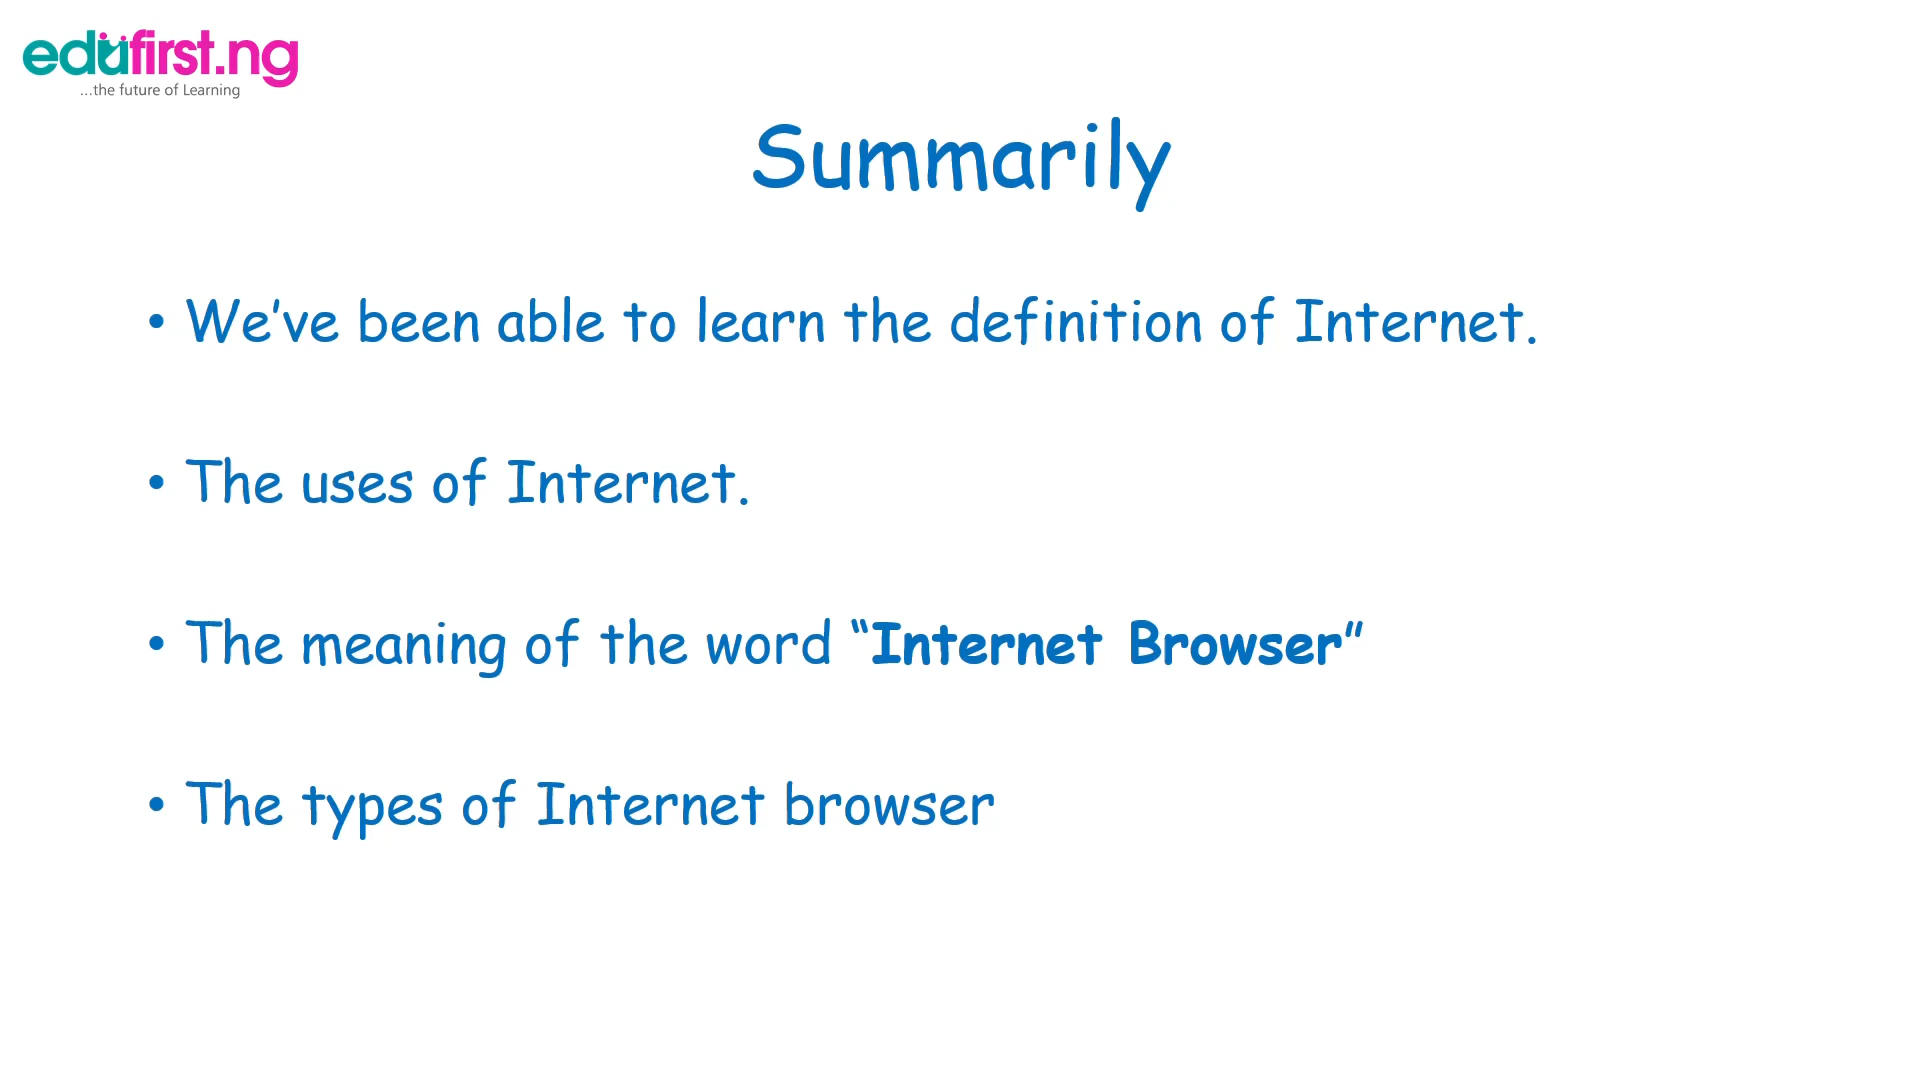 edufirst.ng
...the future of Learning
Summarily
• We’ve been able to learn the definition of Internet.
• The uses of Internet.
• The meaning of the word “Internet Browser”
• The types of Internet browser